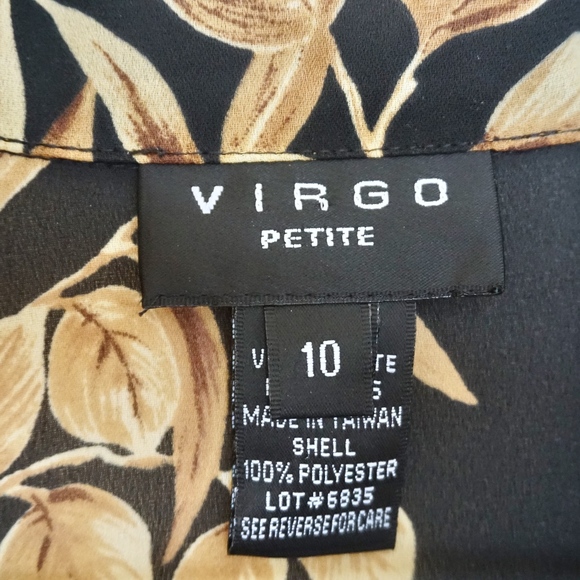 VIRGO
PETITE
10
MADE IN TAIWAN
SHELL
100% POLYESTER
LOT#6835
SEE REVERSE FOR CARE